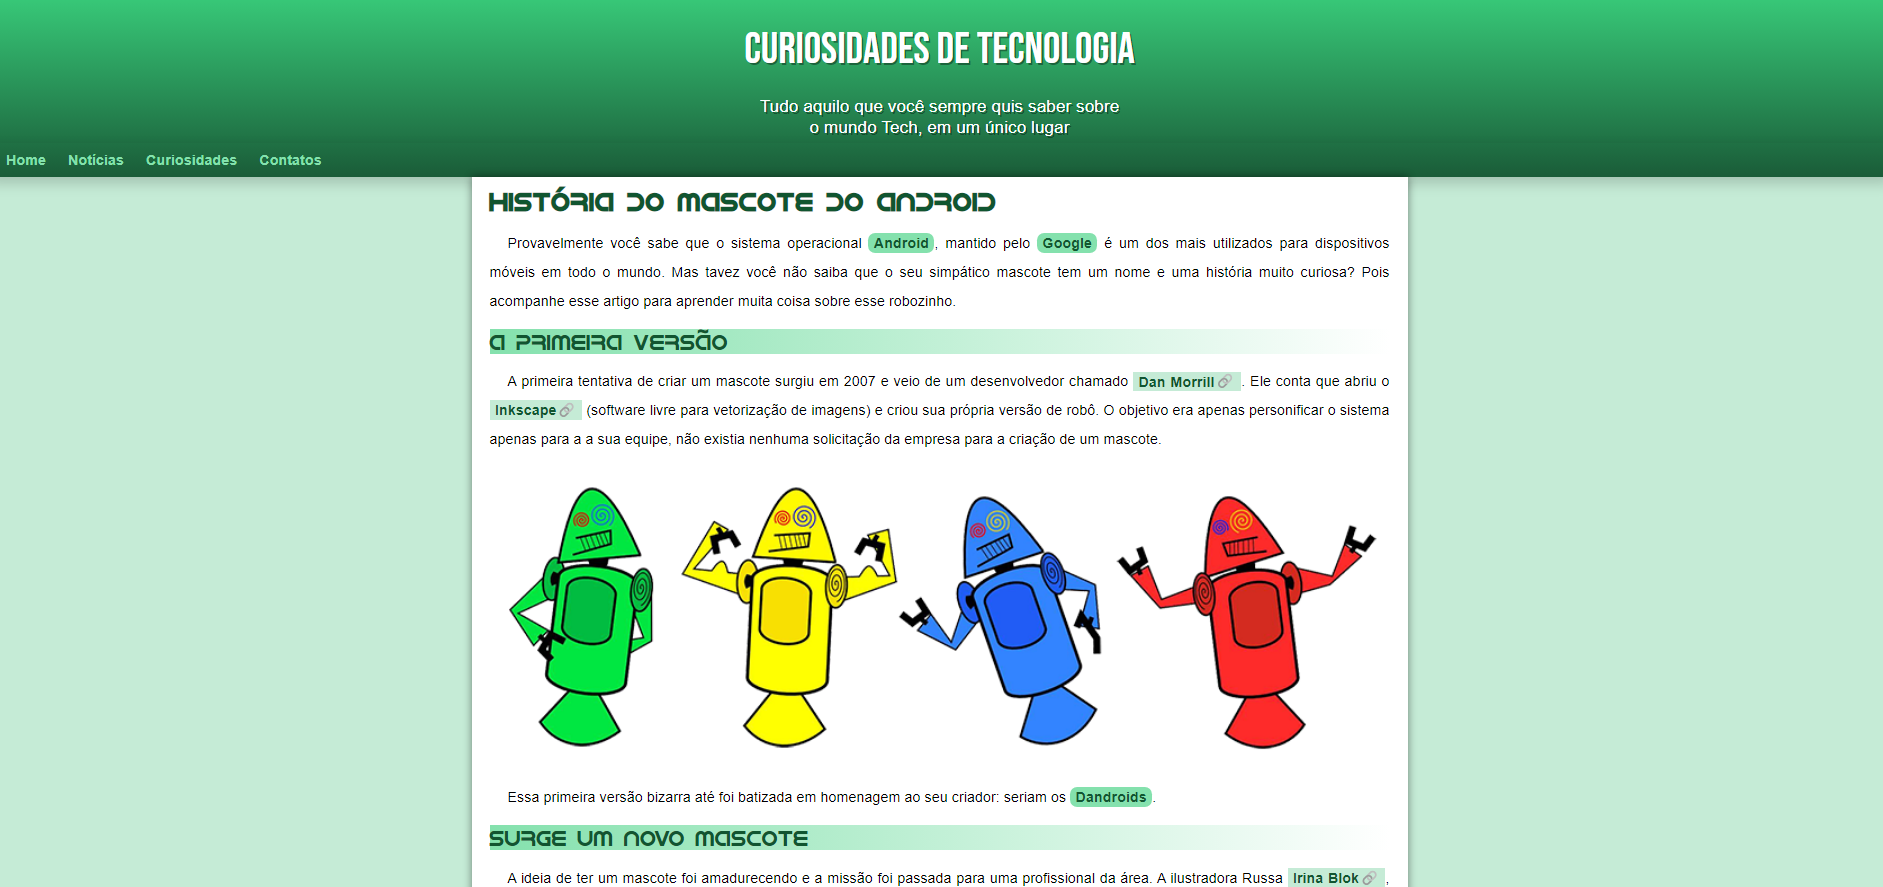 CURIOSIDADES DE TECNOLOGIA
Tudo aquilo que você sempre quis saber sobre
o mundo Tech, em um único lugar
Home Notícias Curiosidades Contatos
HISTÓRIA DO MASCOTE DO ANDROID
Provavelmente você sabe que o sistema operacional Android, mantido pelo Google é um dos mais utilizados para dispositivos
móveis em todo o mundo. Mas tavez você não saiba que o seu simpático mascote tem um nome e uma história muito curiosa? Pois
acompanhe esse artigo para aprender muita coisa sobre esse robozinho.
A PRIMEIRA VERSÃO
A primeira tentativa de criar um mascote surgiu em 2007 e veio de um desenvolvedor chamado Dan Morrill. Ele conta que abriu o
Inkscape (software livre para vetorização de imagens) e criou sua própria versão de robô. O objetivo era apenas personificar o sistema
apenas para a a sua equipe, não existia nenhuma solicitação da empresa para a criação de um mascote.
Essa primeira versão bizarra até foi batizada em homenagem ao seu criador: seriam os Dandroids.
SURGE UM NOVO MASCOTE
A ideia de ter um mascote foi amadurecendo e a missão foi passada para uma profissional da área. A ilustradora Russa Irina Blok,